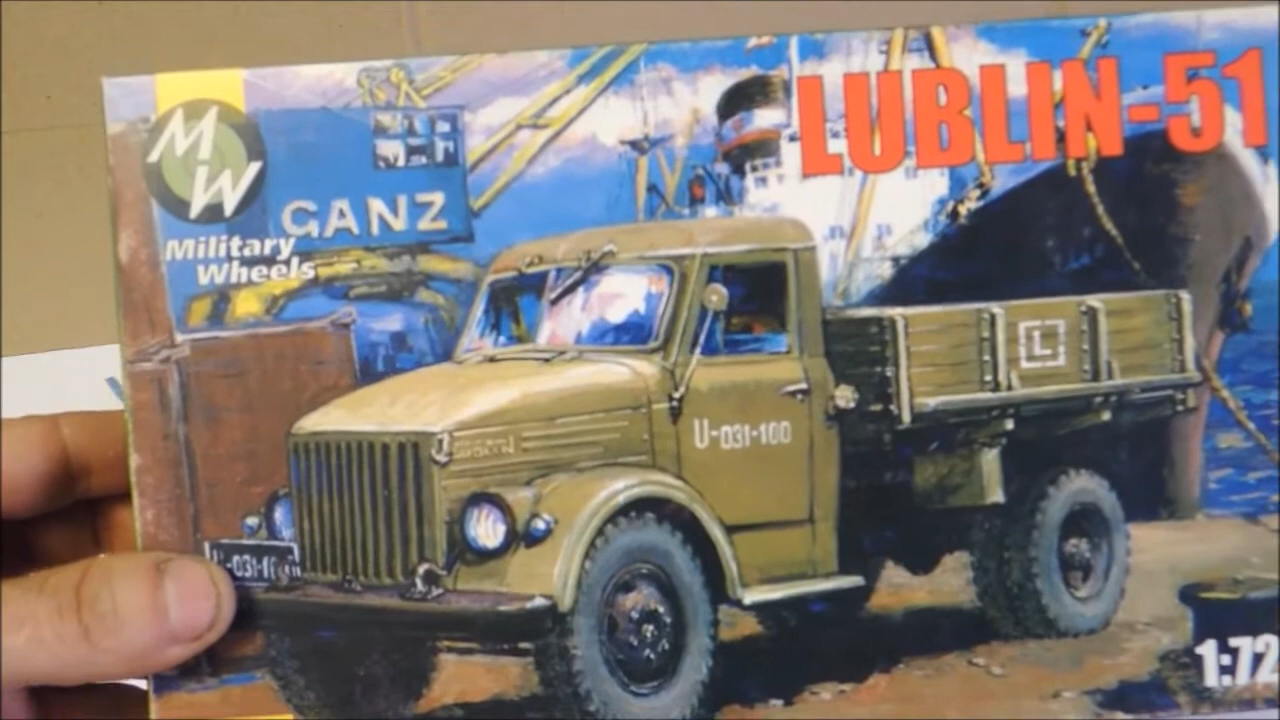 LUBLIN-51
MW
Military
Wheels
GANZ
L
U-031-100
1:72